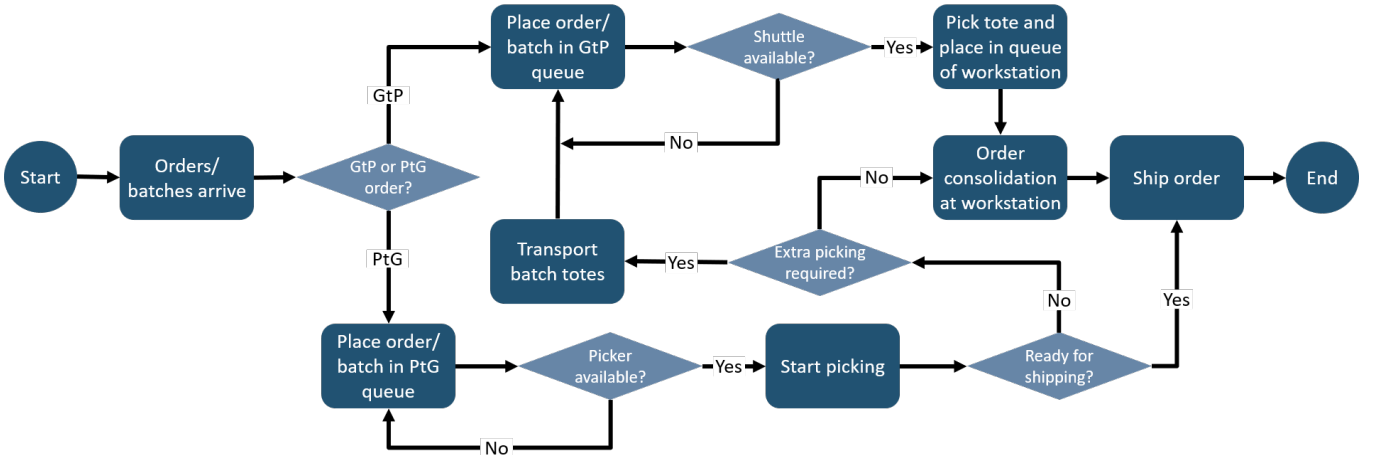 Start
Orders/
batches arrive
GtP or PtG
order?
GtP
Place order/
batch in GtP
queue
Shuttle
available?
Yes
Pick tote and
place in queue
of workstation
No
Order
consolidation
at workstation
Ship order
End
PtG
Place order/
batch in PtG
queue
Picker
available?
No
Yes
Start picking
Ready for
shipping?
Yes
No
Extra picking
required?
No
Yes
Transport
batch totes